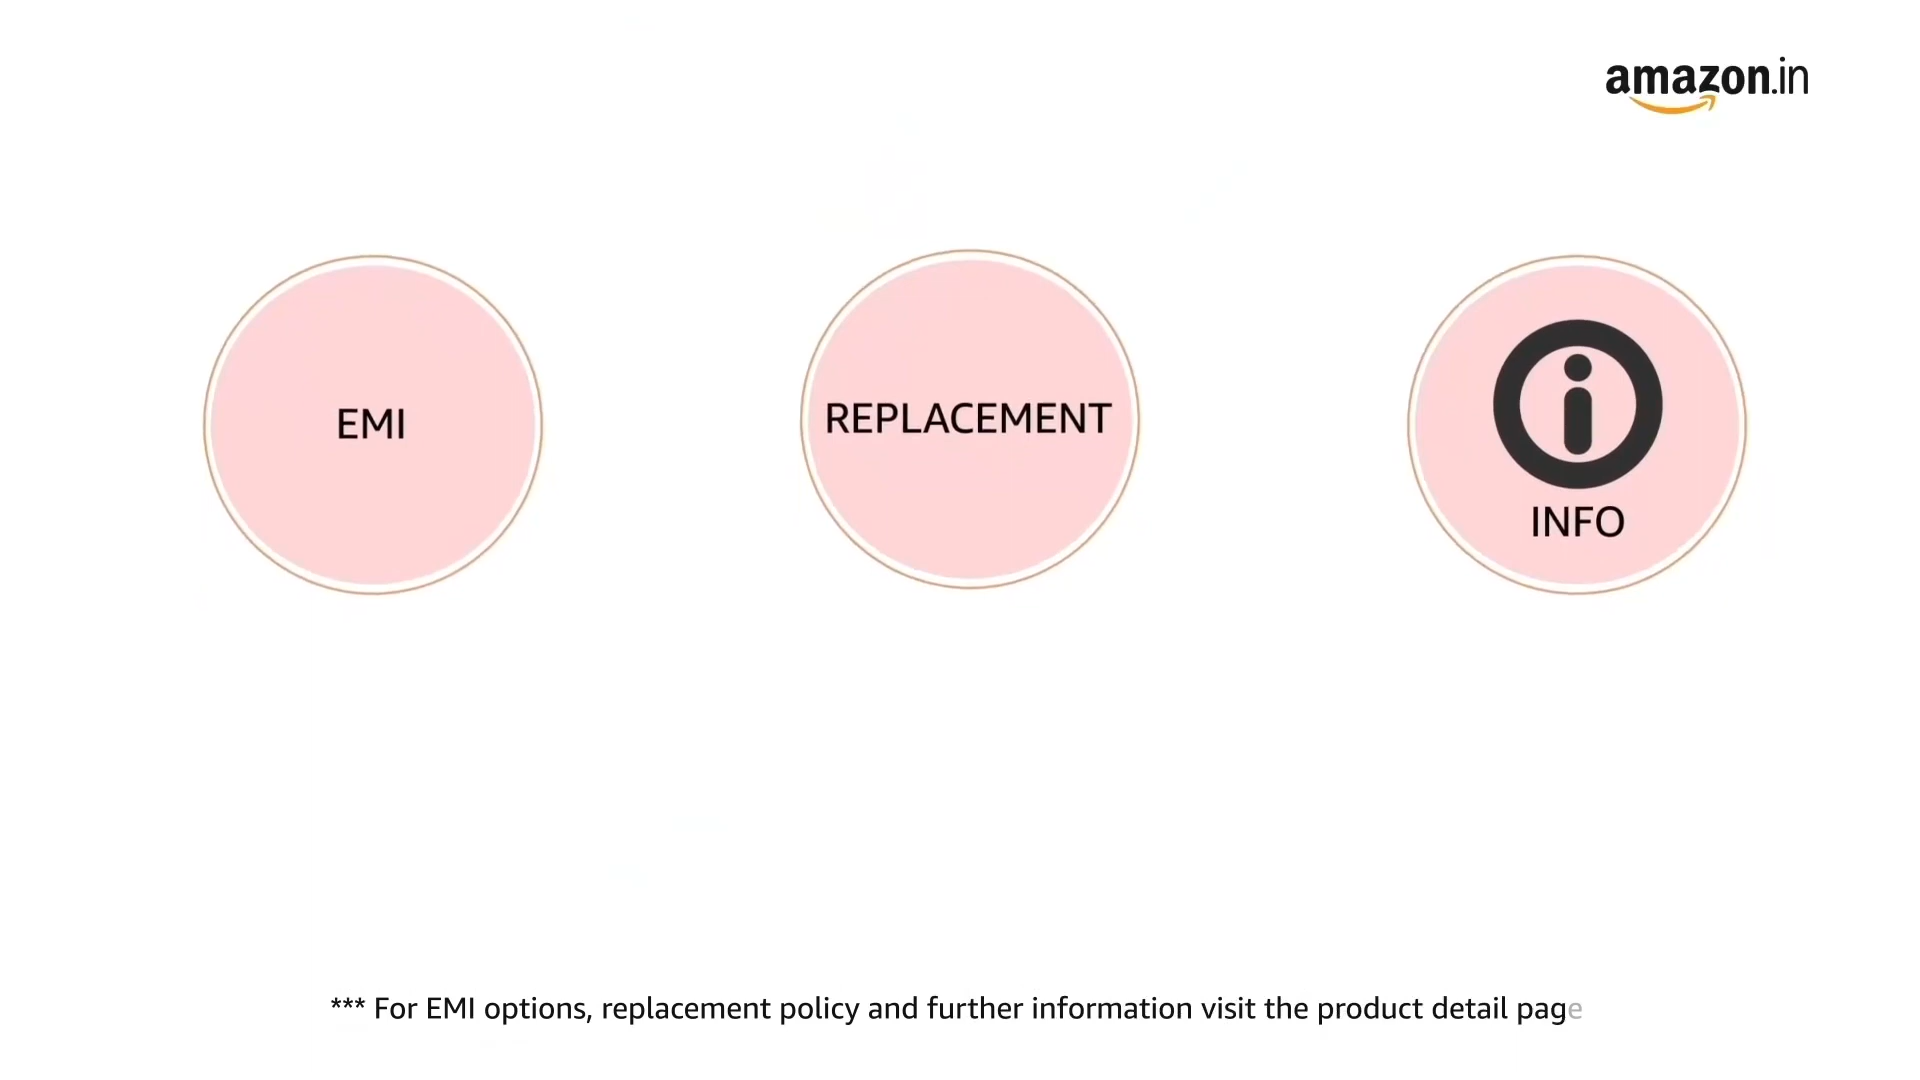 amazon.in
EMI
REPLACEMENT
INFO
*** For EMI options, replacement policy and further information visit the product detail page